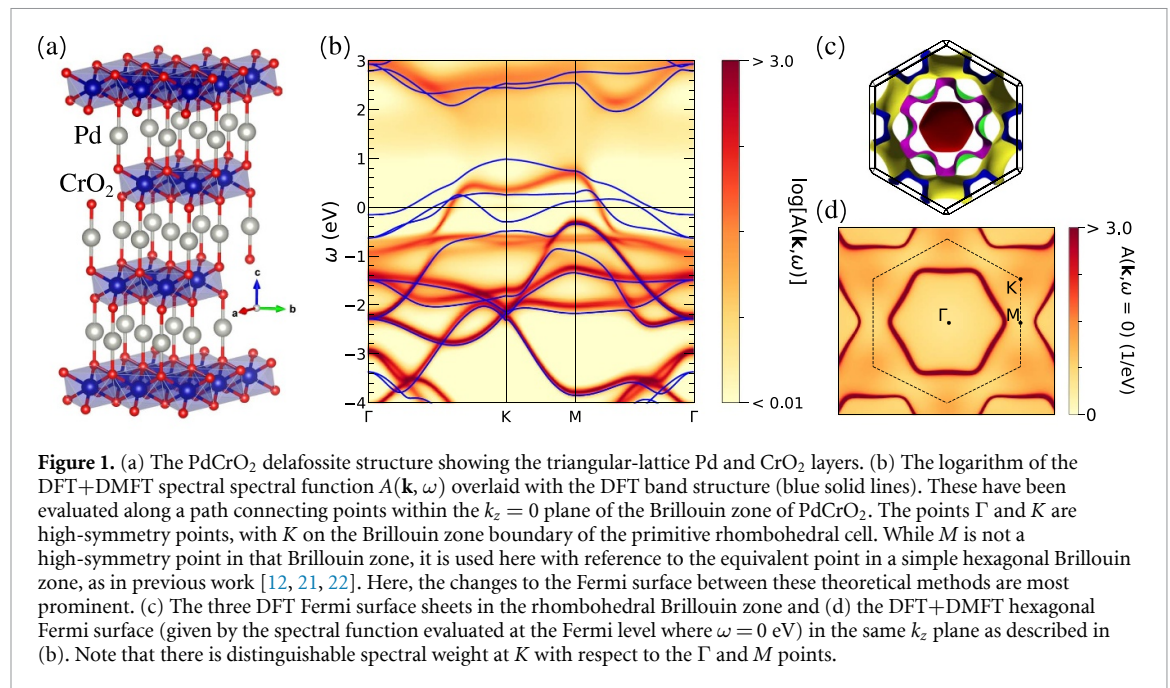 (a)
Pd
CrO₂
c
a
b
(b)
3
2
1
0
−1
−2
−3
−4
ω (eV)
Γ
K
M
Γ
> 3.0
< 0.01
log[A(k,ω)]
(c)
(d)
K
Γ
M
> 3.0
0
A(k,ω = 0) (1/eV)
Figure 1. (a) The PdCrO₂ delafossite structure showing the triangular-lattice Pd and CrO₂ layers. (b) The logarithm of the
DFT+DMFT spectral spectral function A(k, ω) overlaid with the DFT band structure (blue solid lines). These have been
evaluated along a path connecting points within the k_z = 0 plane of the Brillouin zone of PdCrO₂. The points Γ and K are
high-symmetry points, with K on the Brillouin zone boundary of the primitive rhombohedral cell. While M is not a
high-symmetry point in that Brillouin zone, it is used here with reference to the equivalent point in a simple hexagonal Brillouin
zone, as in previous work [12, 21, 22]. Here, the changes to the Fermi surface between these theoretical methods are most
prominent. (c) The three DFT Fermi surface sheets in the rhombohedral Brillouin zone and (d) the DFT+DMFT hexagonal
Fermi surface (given by the spectral function evaluated at the Fermi level where ω = 0 eV) in the same k_z plane as described in
(b). Note that there is distinguishable spectral weight at K with respect to the Γ and M points.